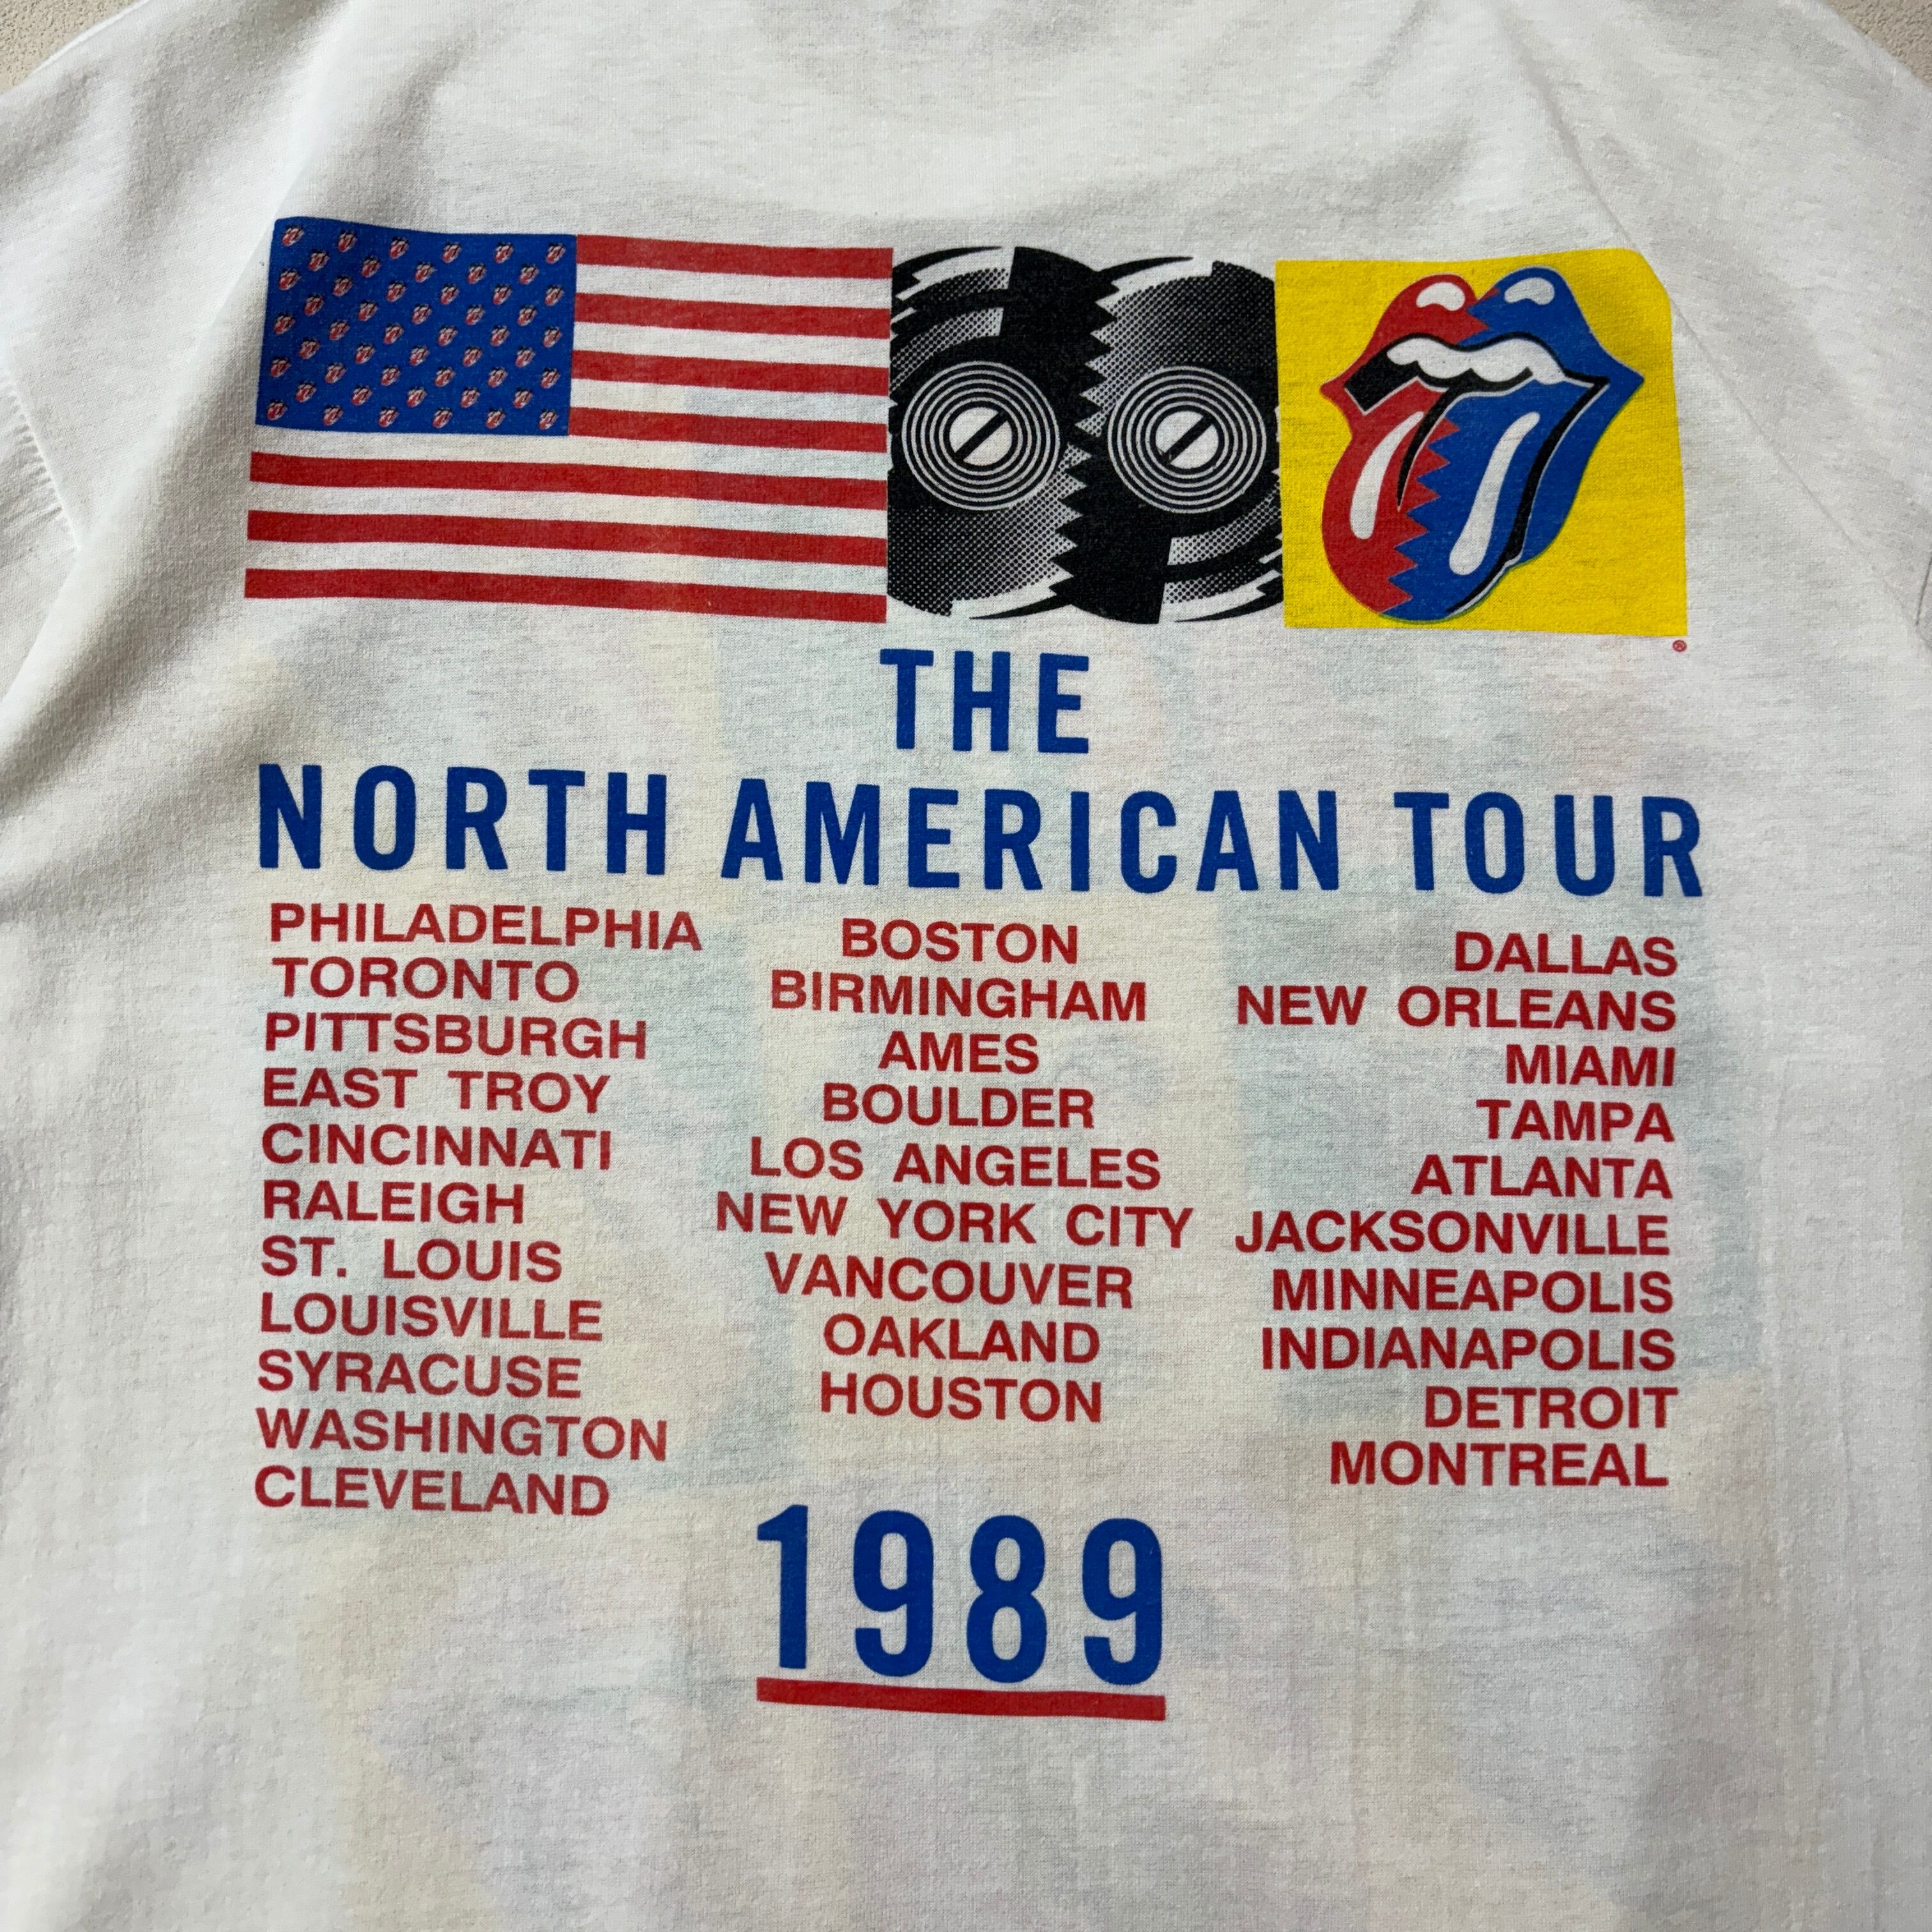 THE
NORTH AMERICAN TOUR
PHILADELPHIA
TORONTO
PITTSBURGH
EAST TROY
CINCINNATI
RALEIGH
ST. LOUIS
LOUISVILLE
SYRACUSE
WASHINGTON
CLEVELAND
BOSTON
BIRMINGHAM
AMES
BOULDER
LOS ANGELES
NEW YORK CITY
VANCOUVER
OAKLAND
HOUSTON
DALLAS
NEW ORLEANS
MIAMI
TAMPA
ATLANTA
JACKSONVILLE
MINNEAPOLIS
INDIANAPOLIS
DETROIT
MONTREAL
1989